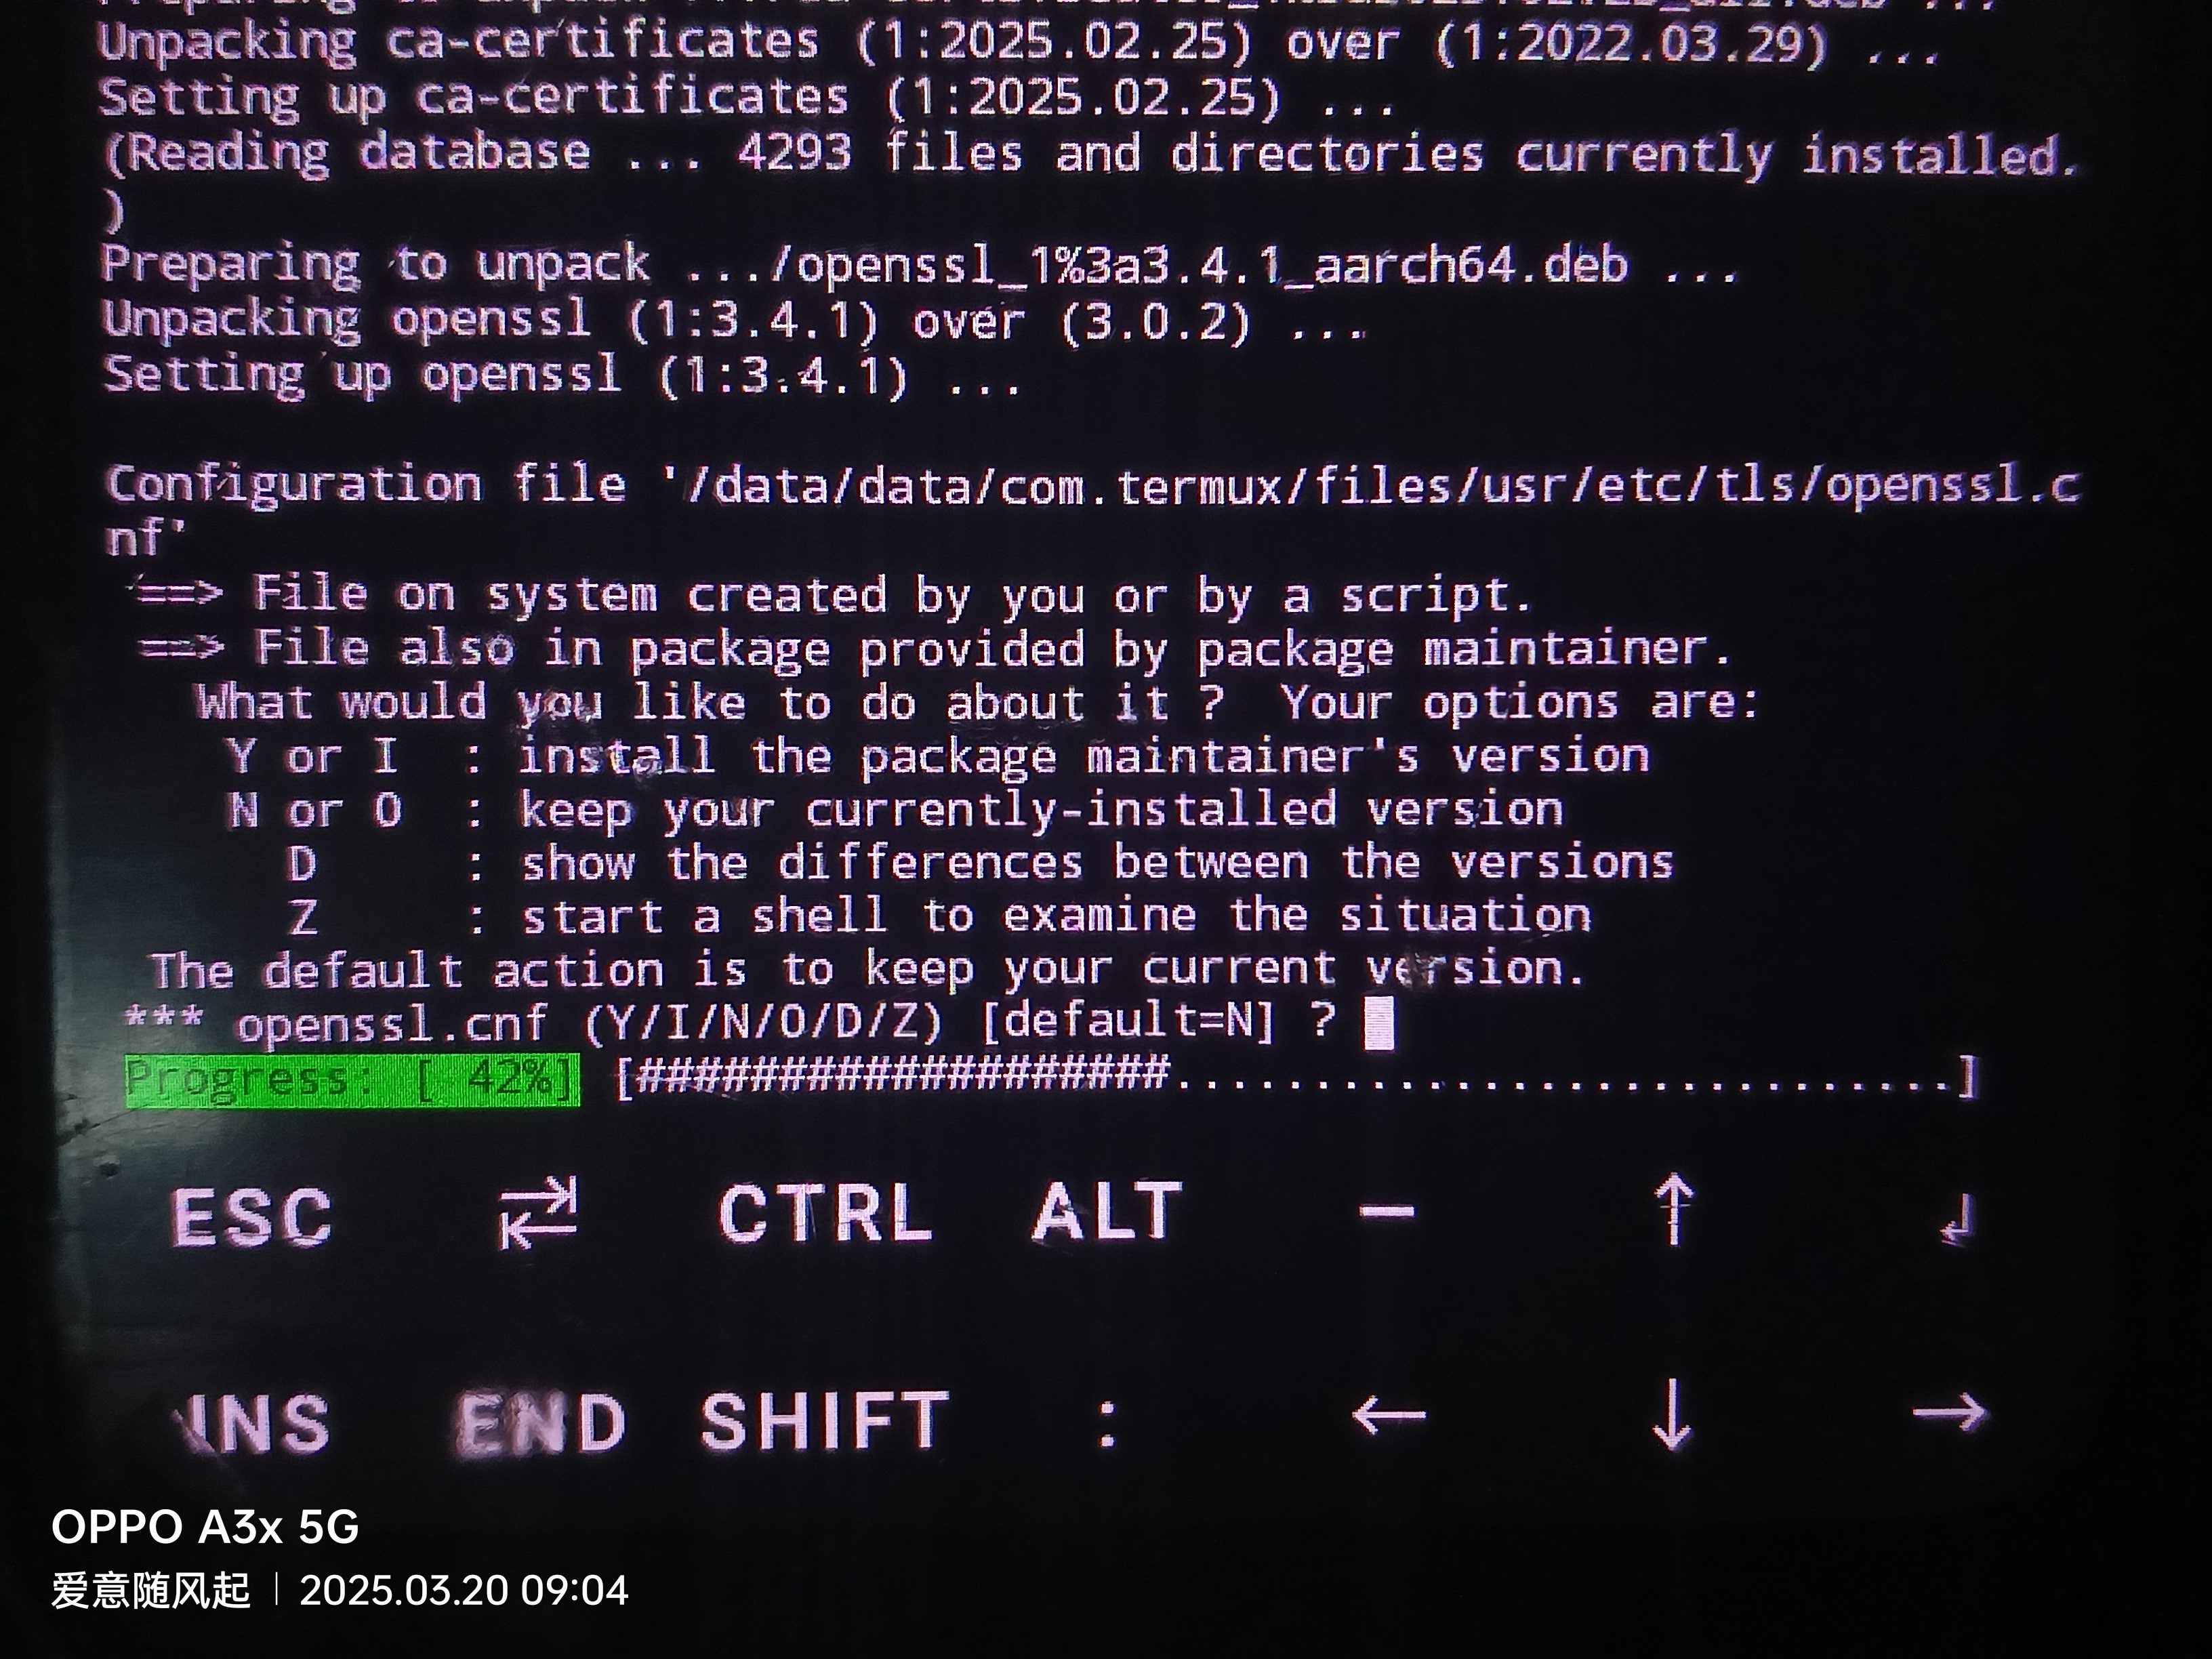 Unpacking ca-certificates (1:2025.02.25) over (1:2022.03.29) ...
Setting up ca-certificates (1:2025.02.25) ...
(Reading database ... 4293 files and directories currently installed.
)
Preparing to unpack .../openssl_1%3a3.4.1_aarch64.deb ...
Unpacking openssl (1:3.4.1) over (3.0.2) ...
Setting up openssl (1:3.4.1) ...
Configuration file '/data/data/com.termux/files/usr/etc/tls/openssl.c
nf'
==> File on system created by you or by a script.
==> File also in package provided by package maintainer.
What would you like to do about it ?  Your options are:
Y or I  : install the package maintainer's version
N or O  : keep your currently-installed version
D     : show the differences between the versions
Z     : start a shell to examine the situation
The default action is to keep your current version.
*** openssl.cnf (Y/I/N/O/D/Z) [default=N] ?
Progress: [ 42%] [###################............................]
ESC ⇄ CTRL ALT — ↑ ↲
INS END SHIFT : ← ↓ →
OPPO A3x 5G
爱意随风起 | 2025.03.20 09:04